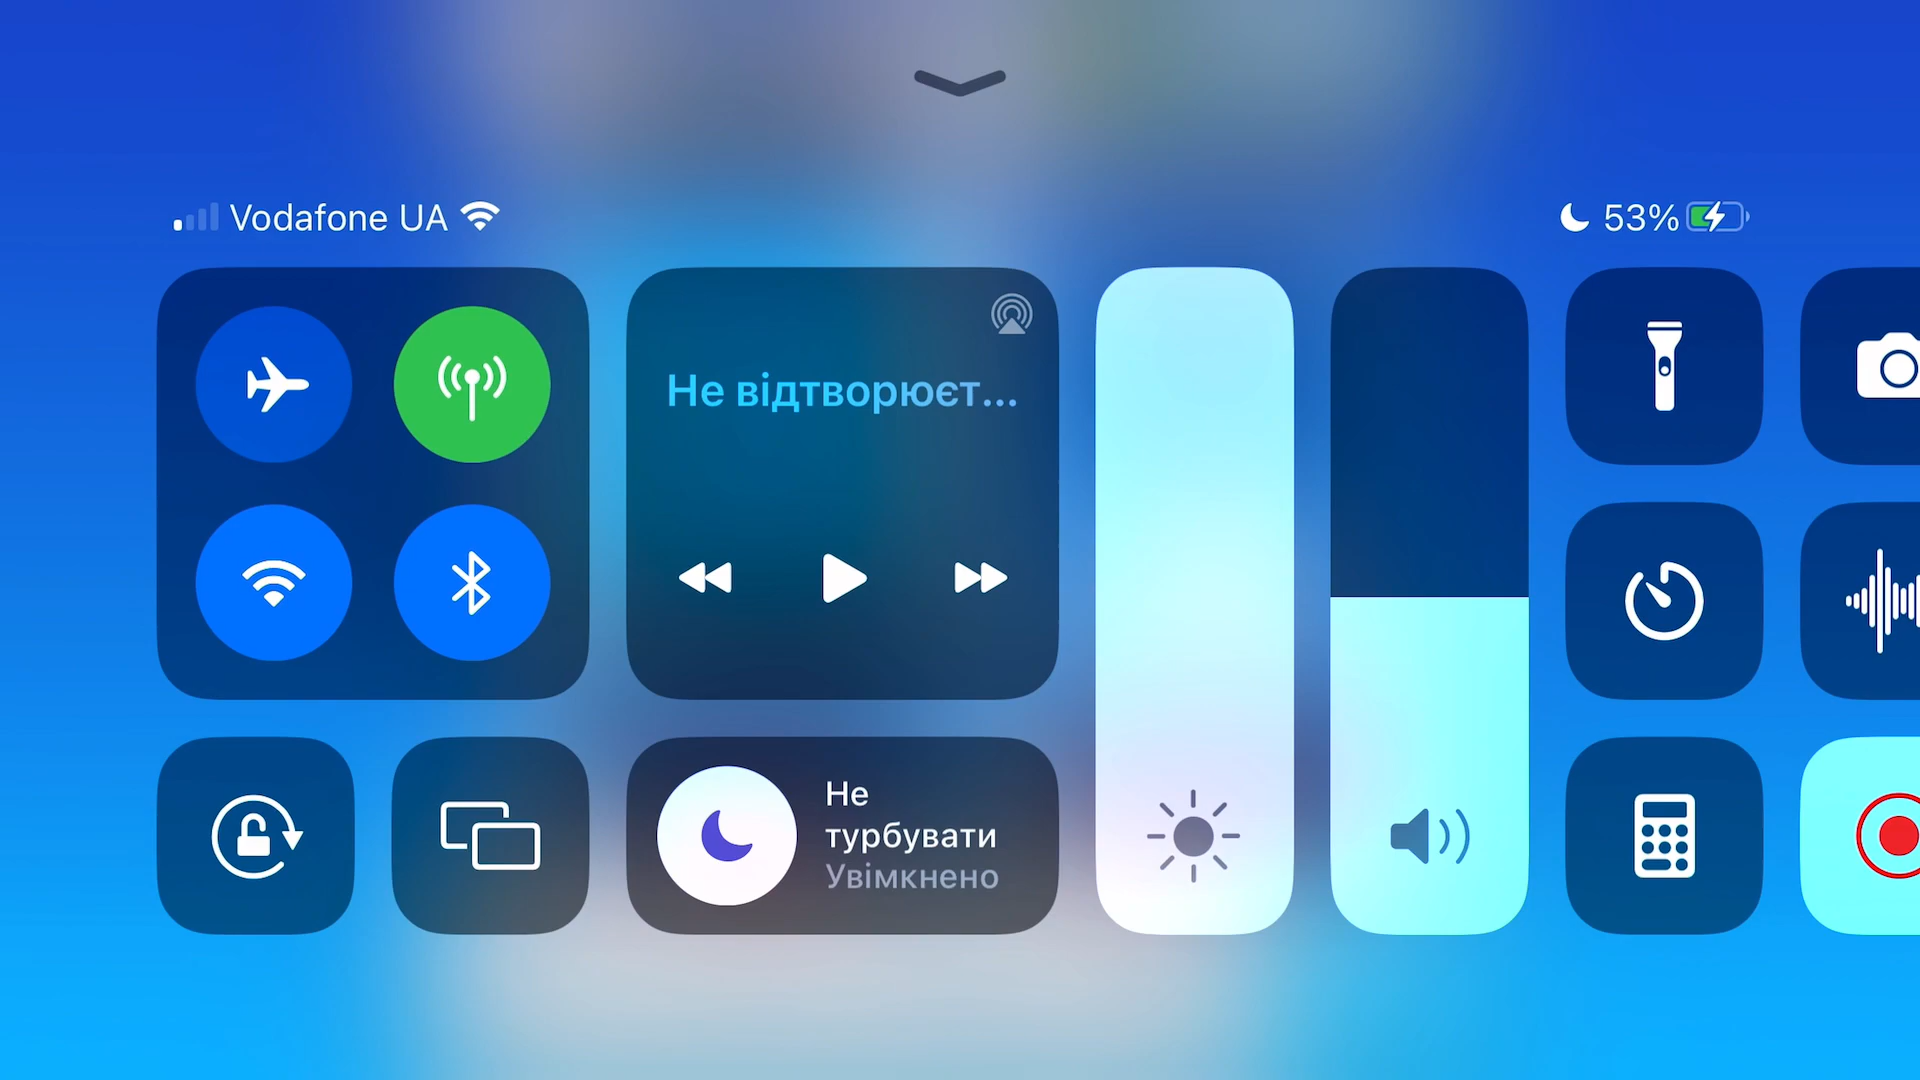 Vodafone UA
53%
Не відтворюєт...
Не
турбувати
Увімкнено